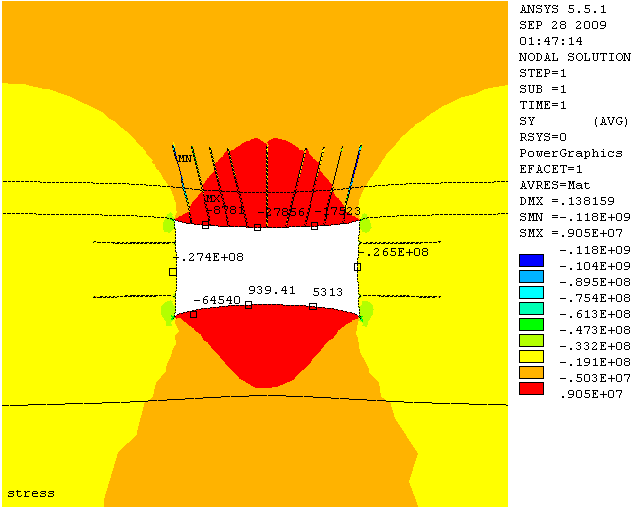 ANSYS 5.5.1
SEP 28 2009
01:47:14
NODAL SOLUTION
STEP=1
SUB =1
TIME=1
SY (AVG)
RSYS=0
PowerGraphics
EFACET=1
AVRES=Mat
DMX =.138159
SMN =-.118E+09
SMX =.905E+07
-.118E+09
-.104E+09
-.895E+08
-.754E+08
-.613E+08
-.473E+08
-.332E+08
-.191E+08
-.503E+07
.905E+07
MN
MX
-.274E+08
-.265E+08
939.41
5313
-64540
stress